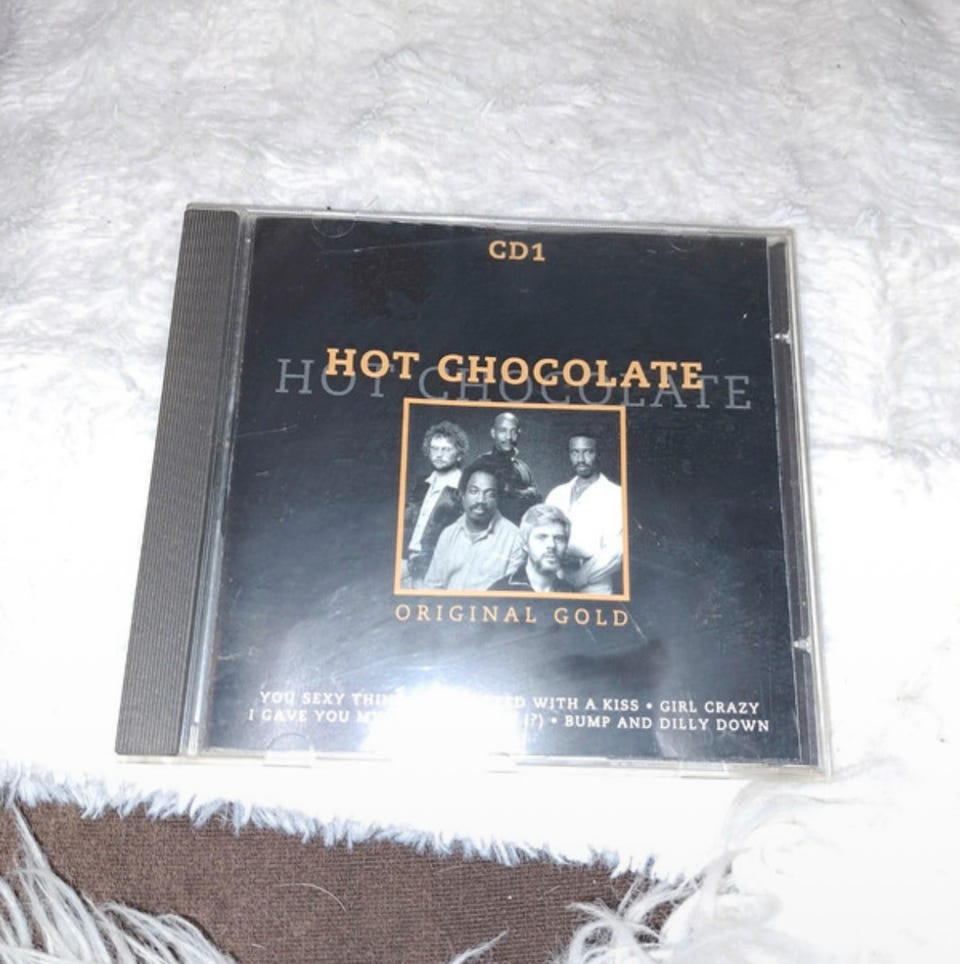 CD1
HOT CHOCOLATE
HOT CHOCOLATE
ORIGINAL GOLD
YOU SEXY WITH A KISS • GIRL CRAZY
I GAVE YOU (?) • BUMP AND DILLY DOWN